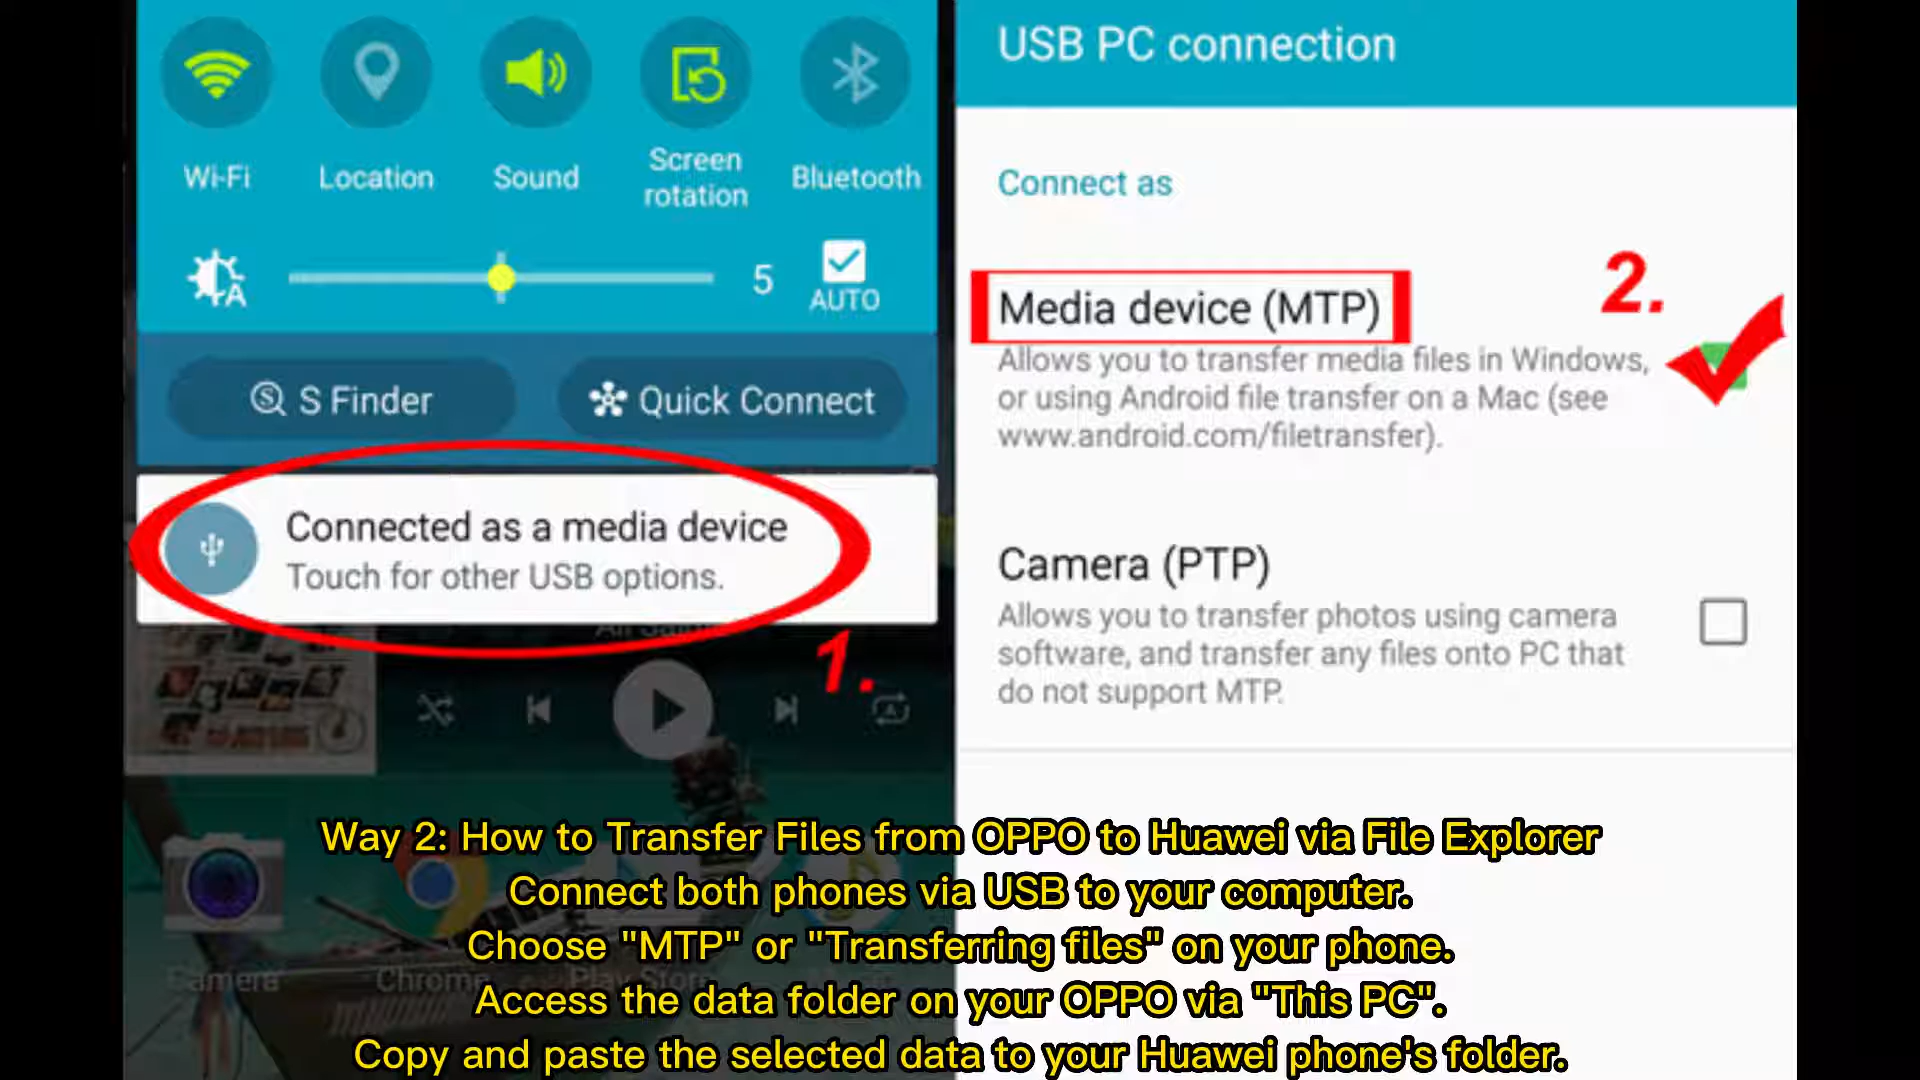 Wi-Fi
Location
Sound
Screen
rotation
Bluetooth
A
5
AUTO
S Finder
Quick Connect
Connected as a media device
Touch for other USB options.
1.
A
Camera
Chrome
Play Store
USB PC connection
Connect as
Media device (MTP)
2.
Allows you to transfer media files in Windows,
or using Android file transfer on a Mac (see
www.android.com/filetransfer).
Camera (PTP)
Allows you to transfer photos using camera
software, and transfer any files onto PC that
do not support MTP.
Way 2: How to Transfer Files from OPPO to Huawei via File Explorer
Connect both phones via USB to your computer.
Choose "MTP" or "Transferring files" on your phone.
Access the data folder on your OPPO via "This PC".
Copy and paste the selected data to your Huawei phone's folder.